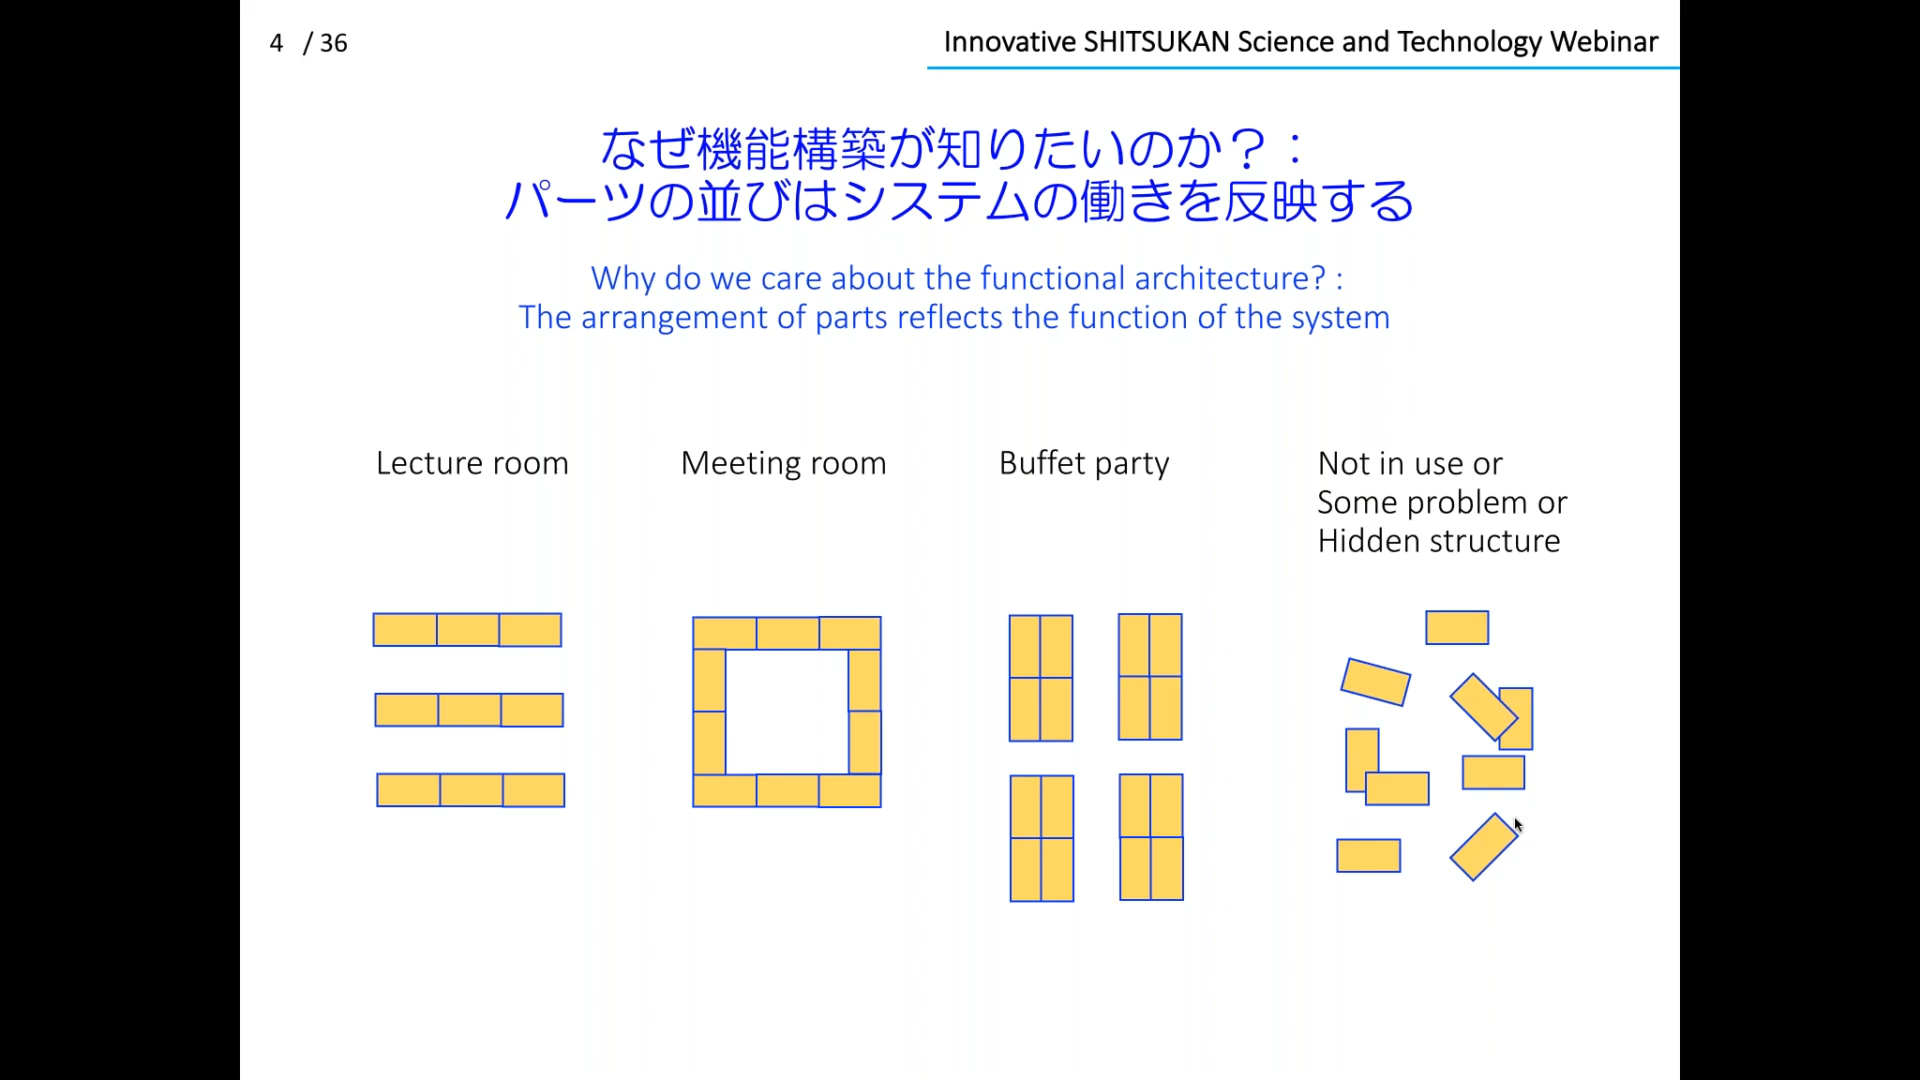 4 / 36
Innovative SHITSUKAN Science and Technology Webinar
なぜ機能構築が知りたいのか？：
パーツの並びはシステムの働きを反映する
Why do we care about the functional architecture? :
The arrangement of parts reflects the function of the system
Lecture room
Meeting room
Buffet party
Not in use or
Some problem or
Hidden structure